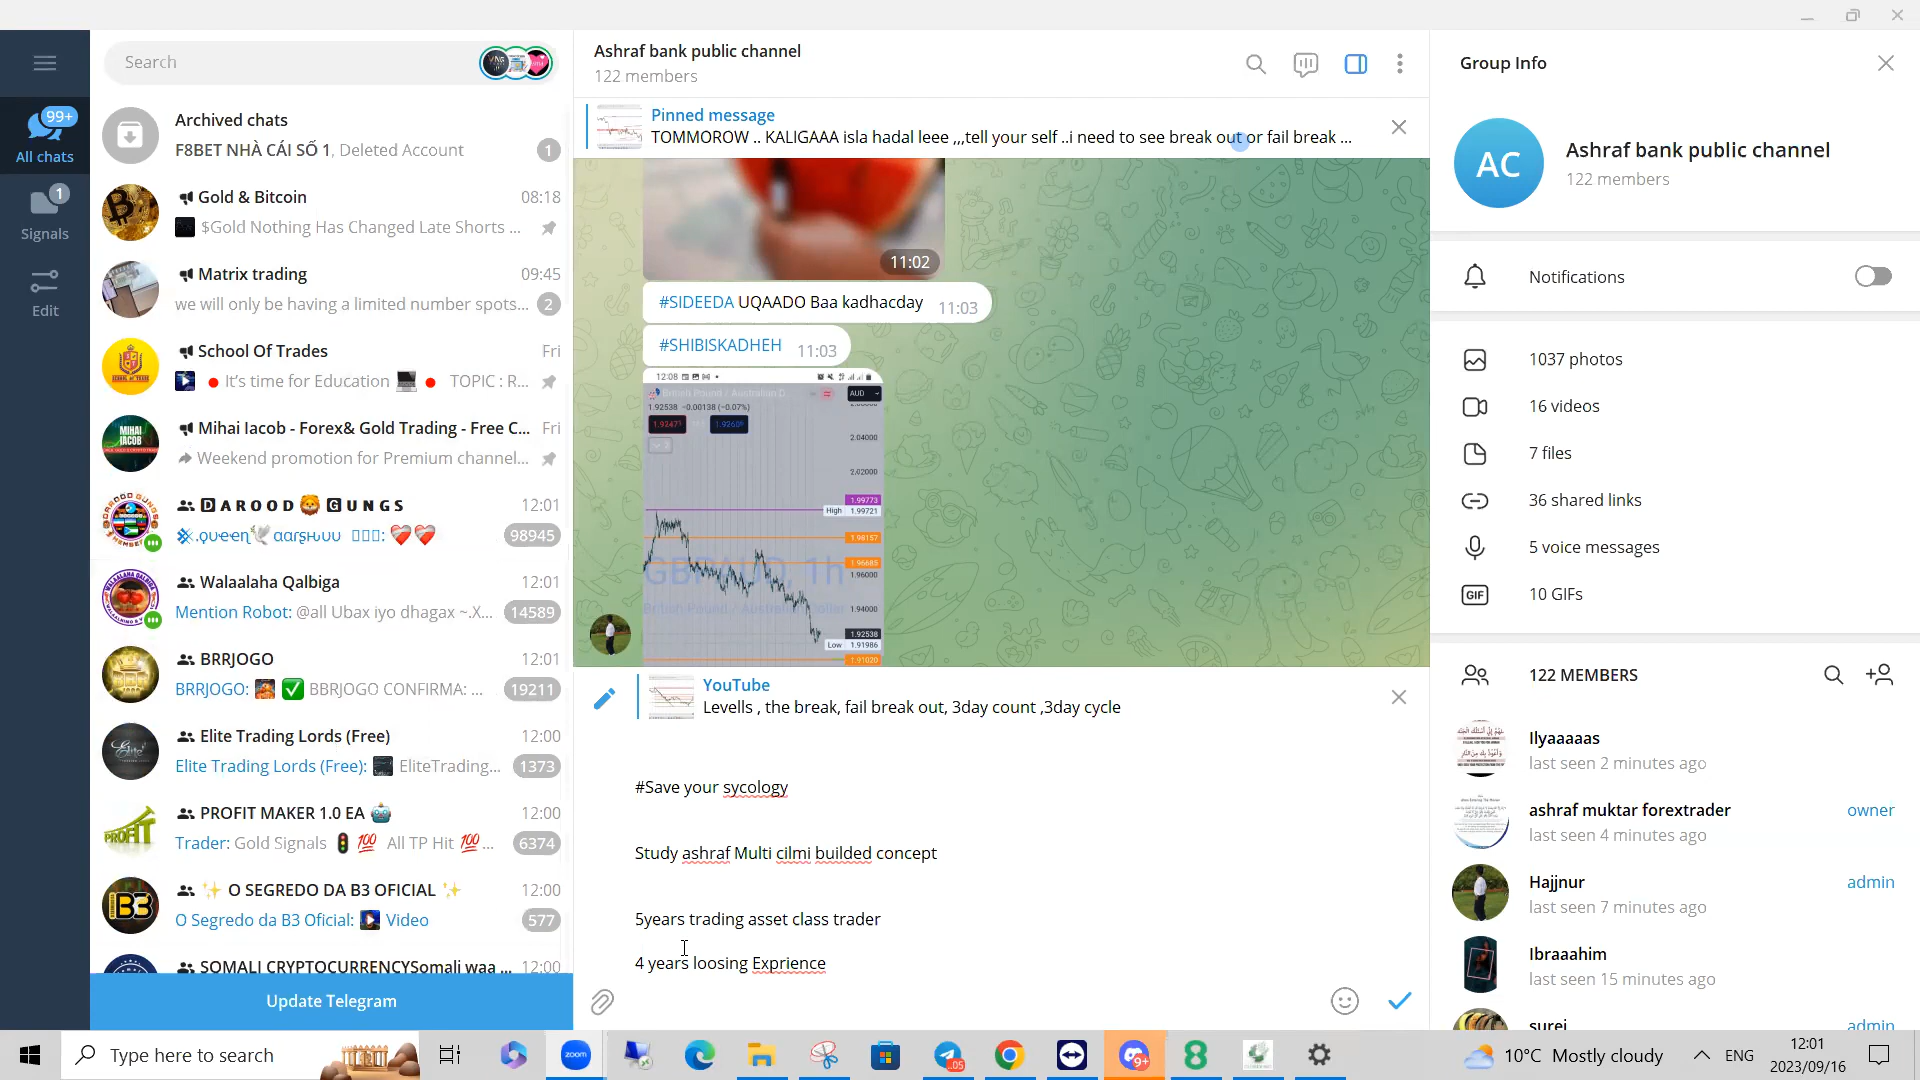 Search
Archived chats
F8BET NHÀ CÁI SỐ 1, Deleted Account
1
99+
All chats
1
Signals
Edit
Gold & Bitcoin 08:18
$Gold Nothing Has Changed Late Shorts ...
Matrix trading 09:45
we will only be having a limited number spots... 2
School Of Trades Fri
It's time for Education TOPIC : R...
Mihai Iacob - Forex& Gold Trading - Free C... Fri
Weekend promotion for Premium channel...
DAROOD GUNGS 12:01
98945
Walaalaha Qalbiga 12:01
Mention Robot: @all Ubax iyo dhagax ~.X... 14589
BRRJOGO 12:01
BRRJOGO: BBRJOGO CONFIRMA: ... 19211
Elite Trading Lords (Free) 12:00
Elite Trading Lords (Free): EliteTrading... 1373
PROFIT MAKER 1.0 EA 12:00
Trader: Gold Signals 100 All TP Hit 100 ... 6374
O SEGREDO DA B3 OFICIAL 12:00
O Segredo da B3 Oficial: Video 577
SOMALI CRYPTOCURRENCYSomali waa ... 12:00
Update Telegram
Ashraf bank public channel
122 members
Pinned message
TOMMOROW .. KALIGAAA isla hadal leee ,,,tell your self ..i need to see break out or fail break ...
11:02
#SIDEEDA UQAADO Baa kadhacday 11:03
#SHIBISKADHEH 11:03
12:08
British Pound / Australian D AUD
1.92538 -0.00138 (-0.07%)
2.04000
2.02000
1.99773
High 1.99721
1.98157
1.96685
1.96000
GBPAUD, 1h
British Pound / Australian Dollar
1.94000
1.92538
Low 1.91986
1.91020
YouTube
Levells , the break, fail break out, 3day count ,3day cycle
#Save your sycology
Study ashraf Multi cilmi builded concept
5years trading asset class trader
4 years loosing Exprience
Group Info
AC
Ashraf bank public channel
122 members
Notifications
1037 photos
16 videos
7 files
36 shared links
5 voice messages
GIF 10 GIFs
122 MEMBERS
Ilyaaaaas
last seen 2 minutes ago
ashraf muktar forextrader owner
last seen 4 minutes ago
Hajjnur admin
last seen 7 minutes ago
Ibraaahim
last seen 15 minutes ago
surei admin
Type here to search
zoom
10°C Mostly cloudy
ENG
12:01
2023/09/16